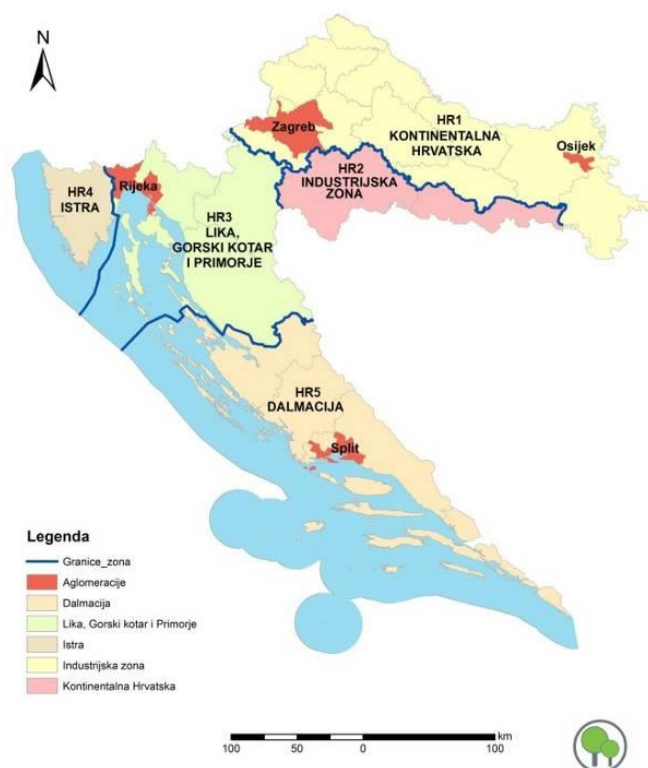 N
Zagreb
HR1
KONTINENTALNA
HRVATSKA
Osijek
HR2
INDUSTRIJSKA
ZONA
HR4
ISTRA
Rijeka
HR3
LIKA,
GORSKI KOTAR
I PRIMORJE
HR5
DALMACIJA
Split
Legenda
Granice_zona
Aglomeracije
Dalmacija
Lika, Gorski kotar i Primorje
Istra
Industrijska zona
Kontinentalna Hrvatska
km
100 50 0 100